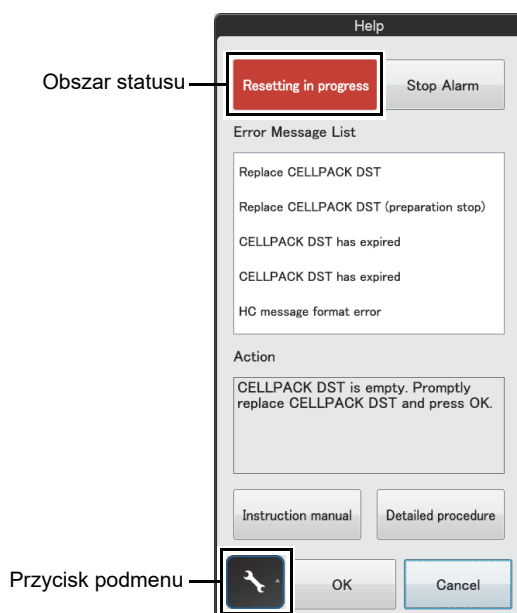 Help
Obszar statusu
Resetting in progress
Stop Alarm
Error Message List
Replace CELLPACK DST
Replace CELLPACK DST (preparation stop)
CELLPACK DST has expired
CELLPACK DST has expired
HC message format error
Action
CELLPACK DST is empty. Promptly
replace CELLPACK DST and press OK.
Instruction manual
Detailed procedure
Przycisk podmenu
OK
Cancel